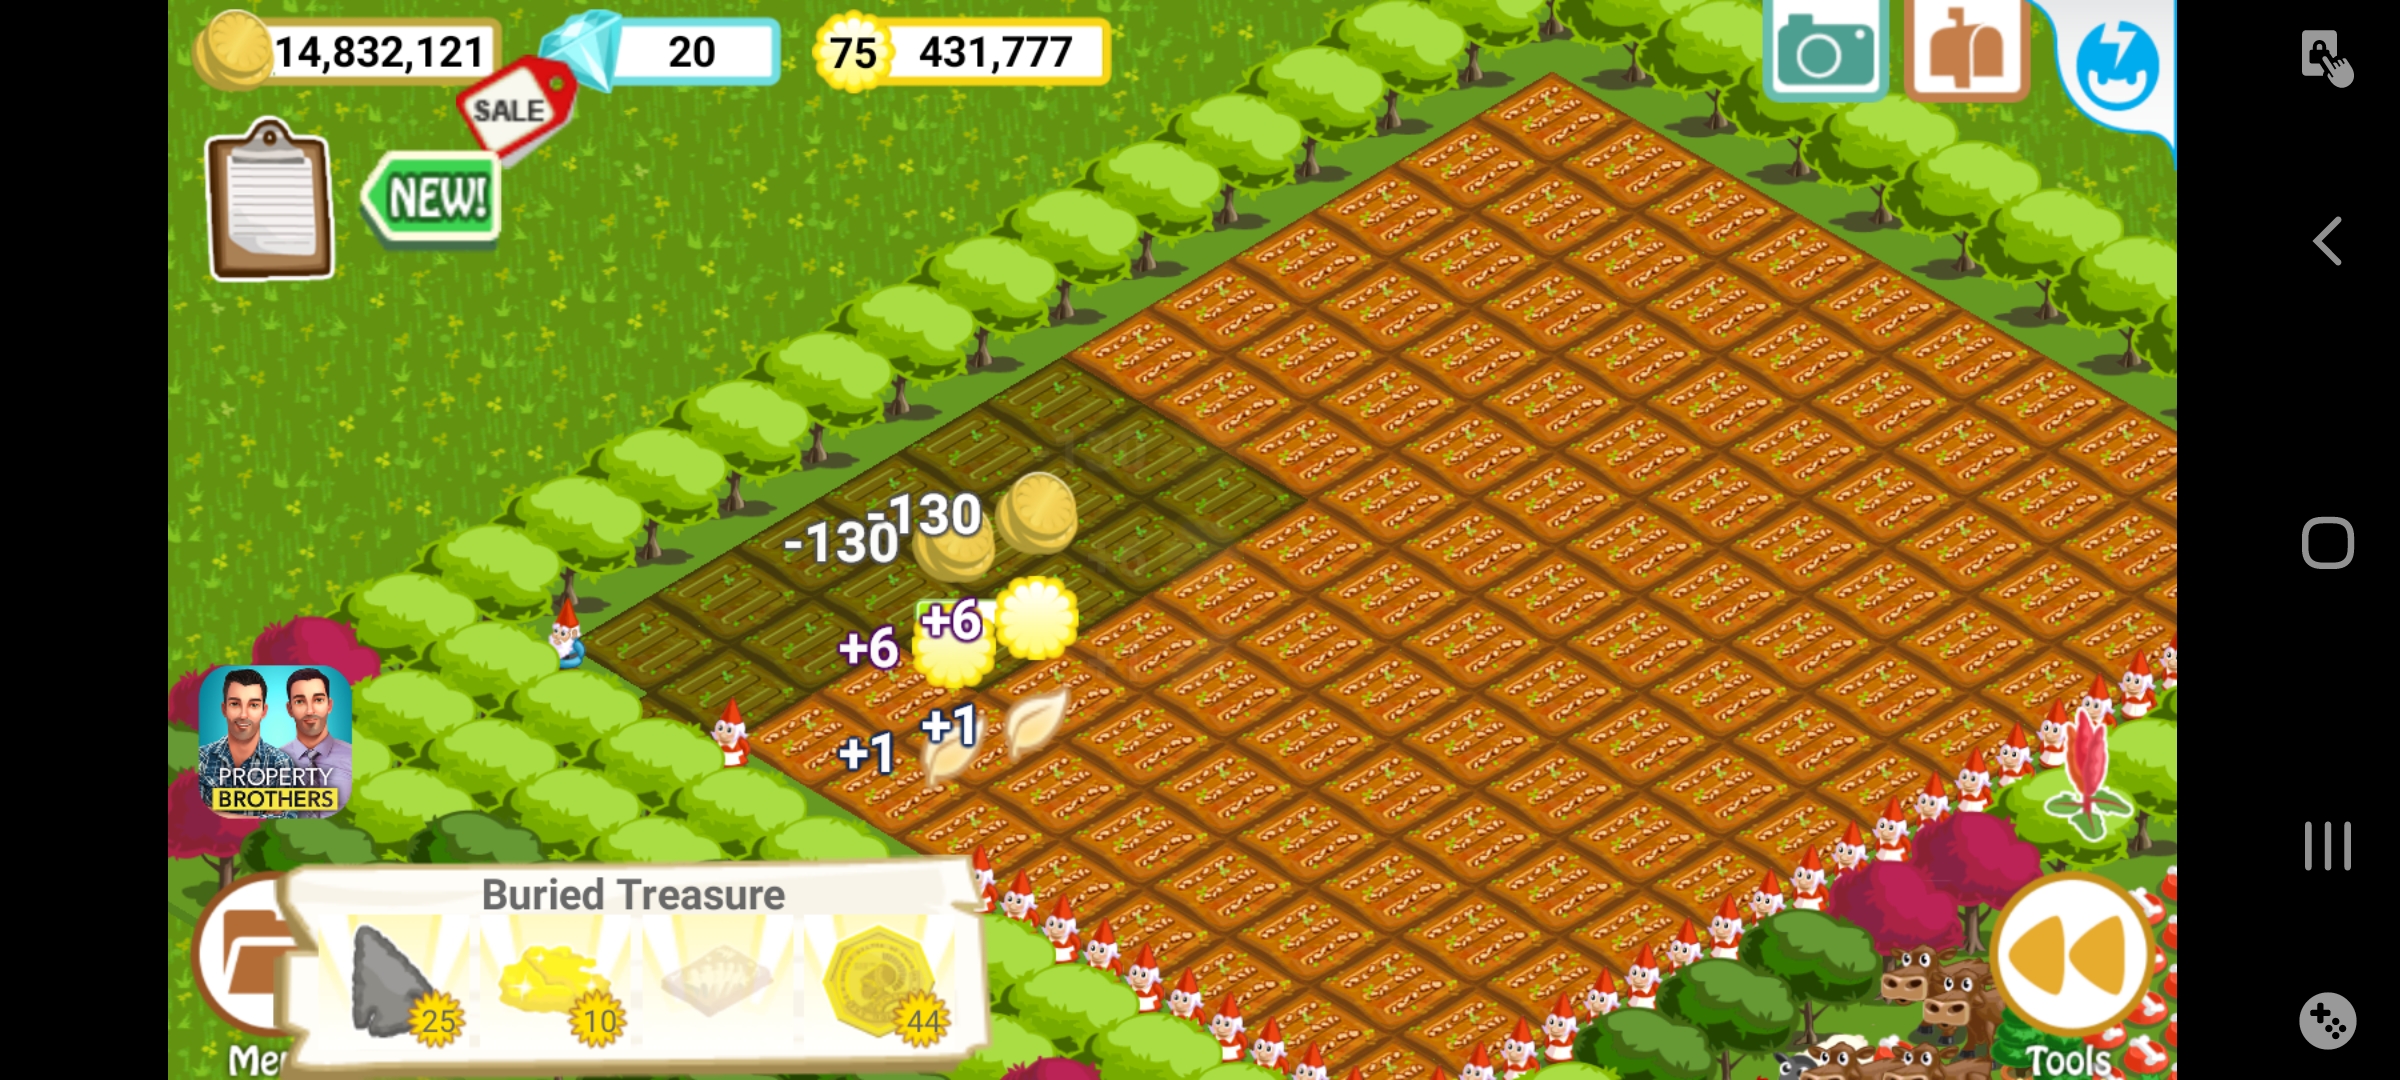 14,832,121
20
75
431,777
SALE
NEW!
-130
-130
+6
+6
+1
+1
PROPERTY
BROTHERS
Buried Treasure
25
10
44
Me
Tools